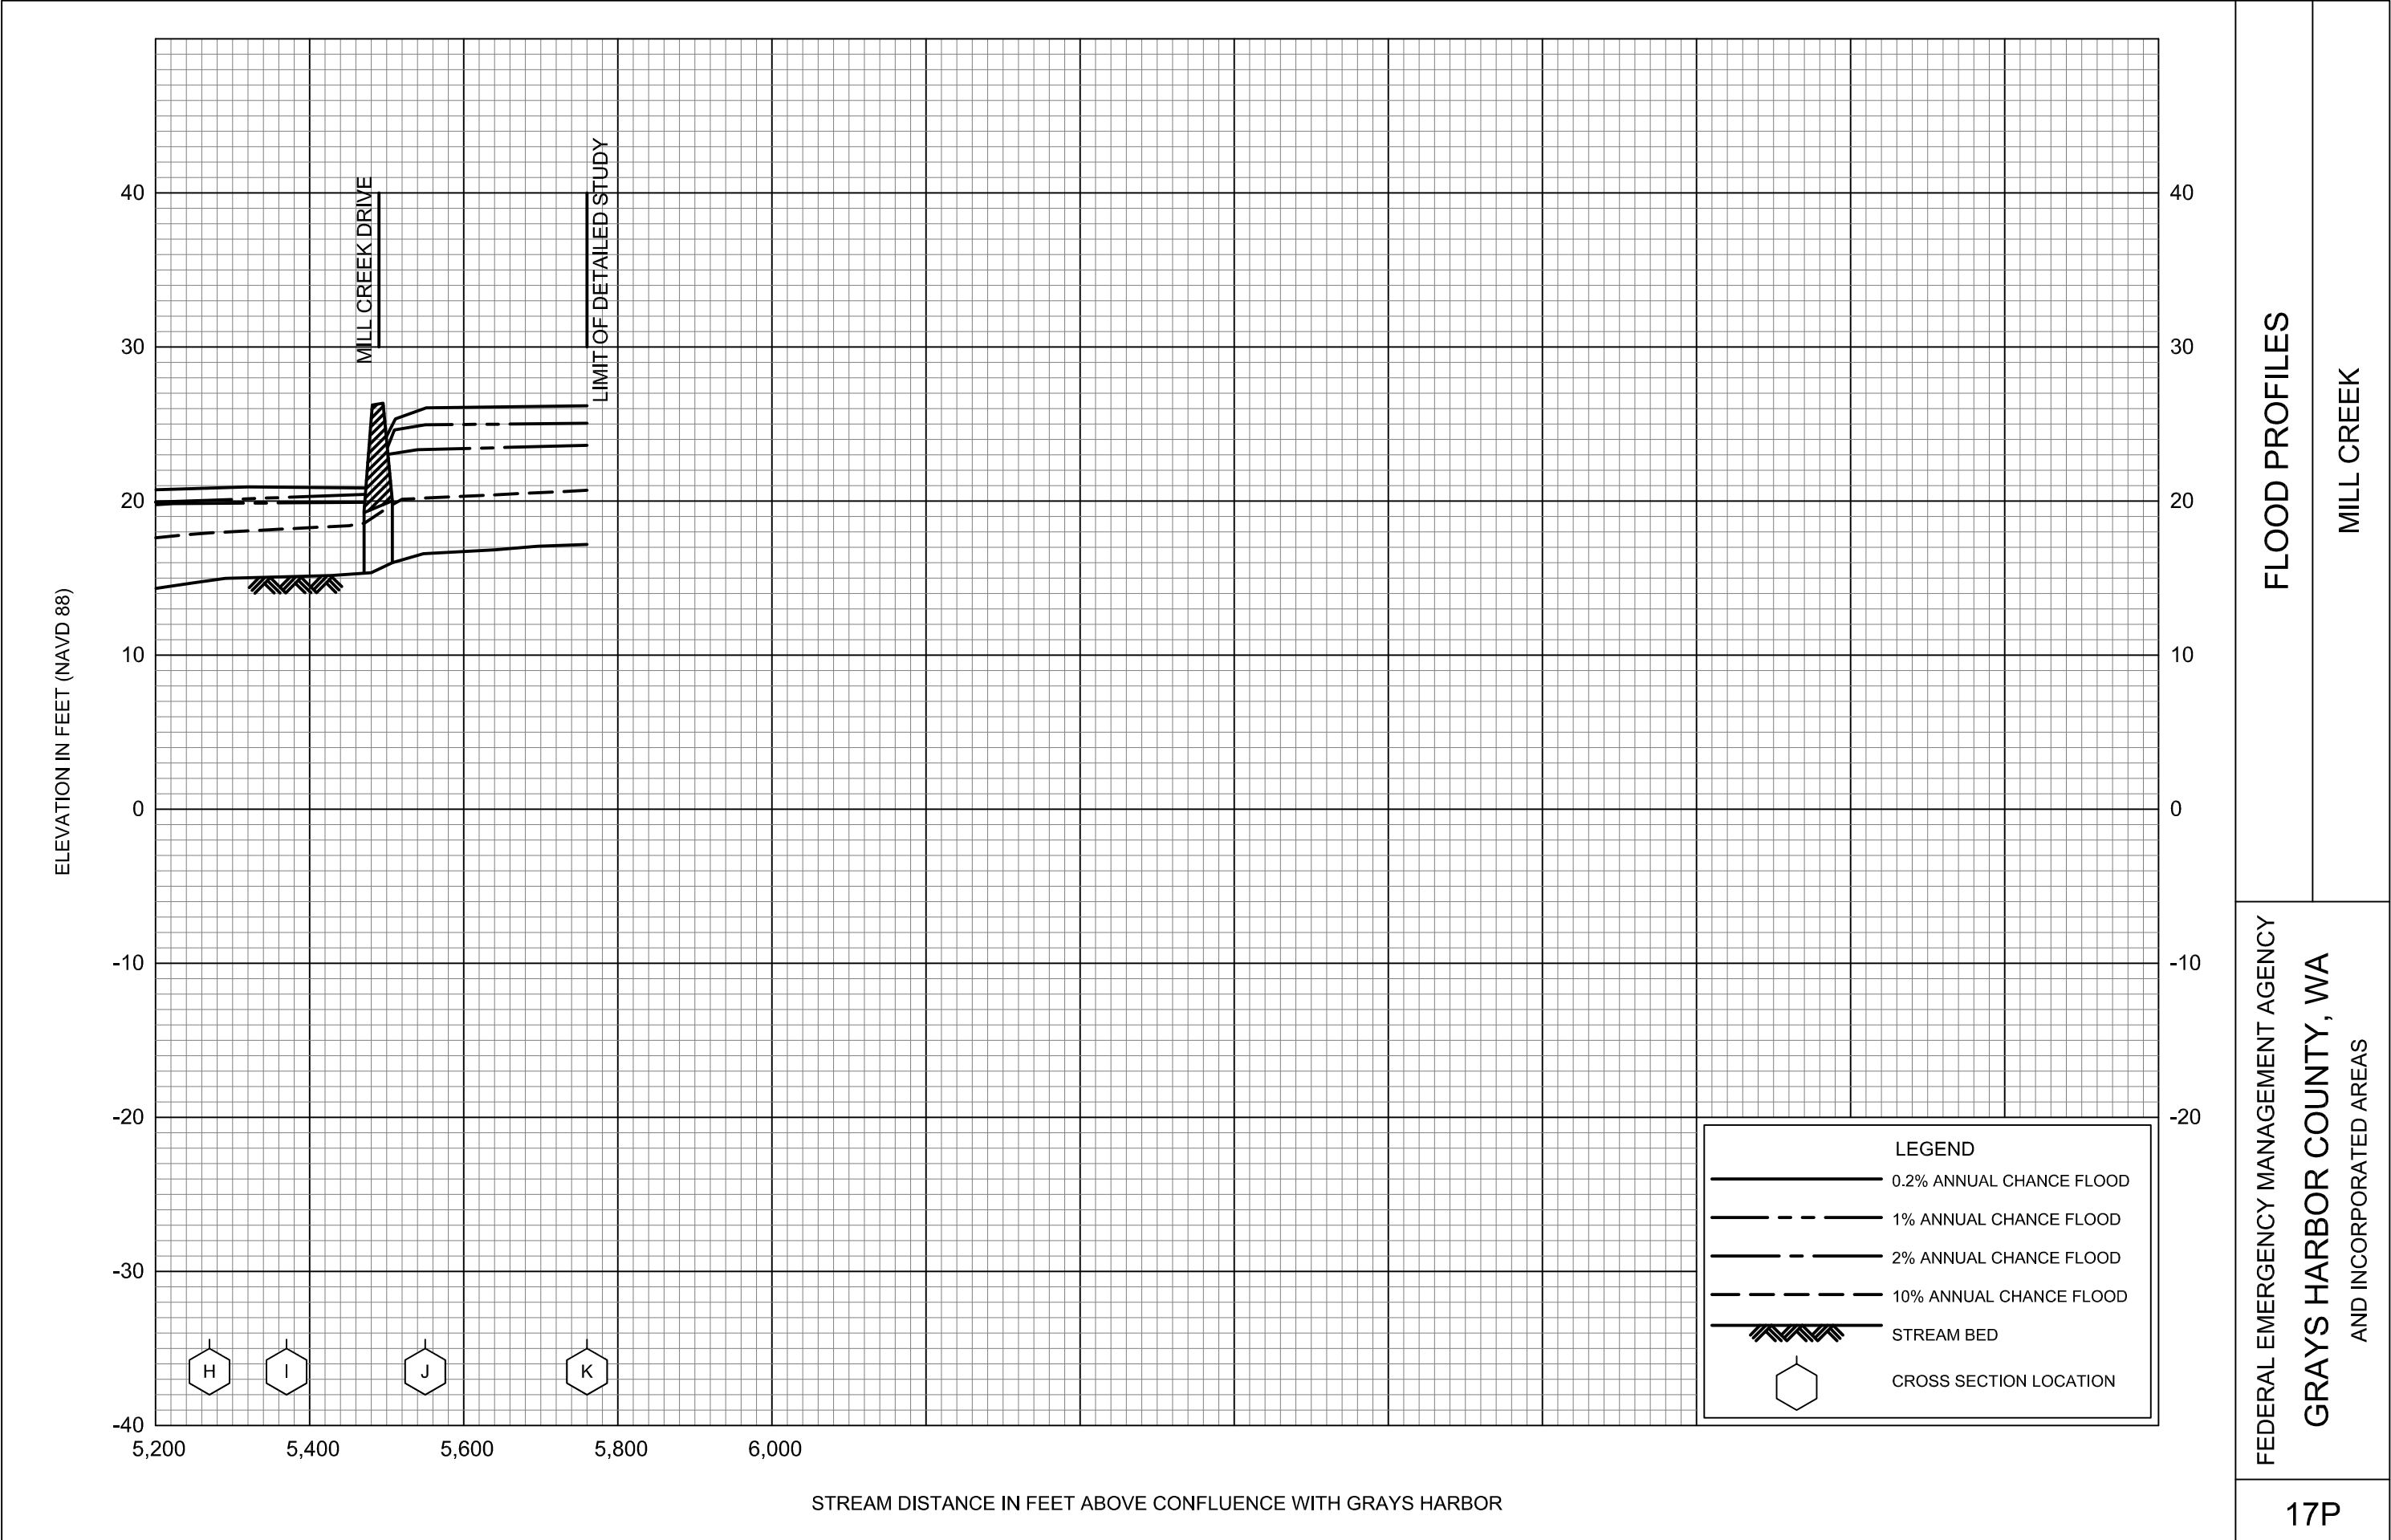 MILL CREEK DRIVE
LIMIT OF DETAILED STUDY
40
30
20
10
0
-10
-20
-30
-40
40
30
20
10
0
-10
-20
ELEVATION IN FEET (NAVD 88)
H
I
J
K
5,200
5,400
5,600
5,800
6,000
STREAM DISTANCE IN FEET ABOVE CONFLUENCE WITH GRAYS HARBOR
LEGEND
0.2% ANNUAL CHANCE FLOOD
1% ANNUAL CHANCE FLOOD
2% ANNUAL CHANCE FLOOD
10% ANNUAL CHANCE FLOOD
STREAM BED
CROSS SECTION LOCATION
FLOOD PROFILES
MILL CREEK
FEDERAL EMERGENCY MANAGEMENT AGENCY
GRAYS HARBOR COUNTY, WA
AND INCORPORATED AREAS
17P